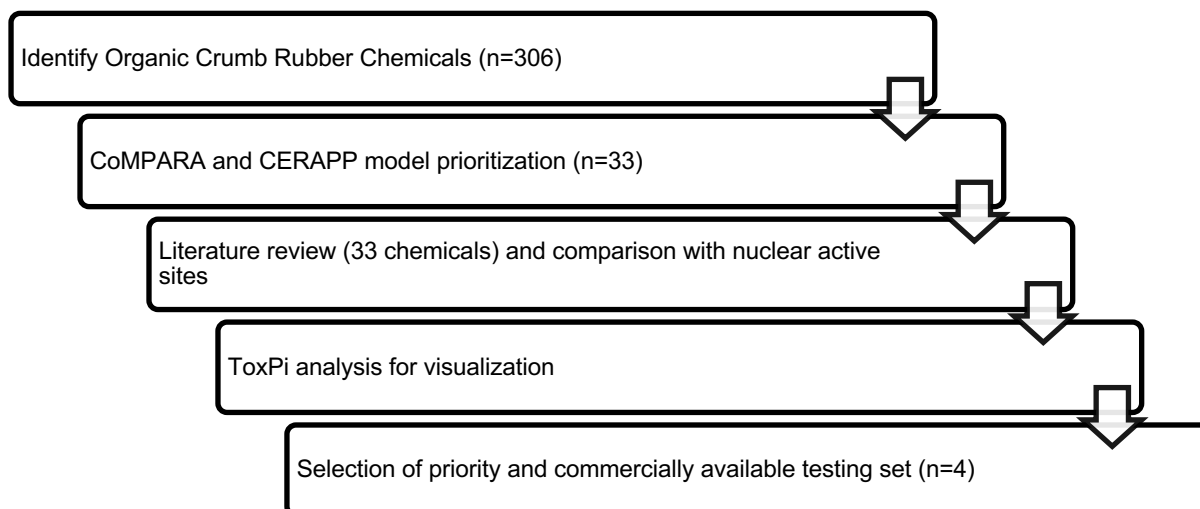 Identify Organic Crumb Rubber Chemicals (n=306)
CoMPARA and CERAPP model prioritization (n=33)
Literature review (33 chemicals) and comparison with nuclear active
sites
ToxPi analysis for visualization
Selection of priority and commercially available testing set (n=4)